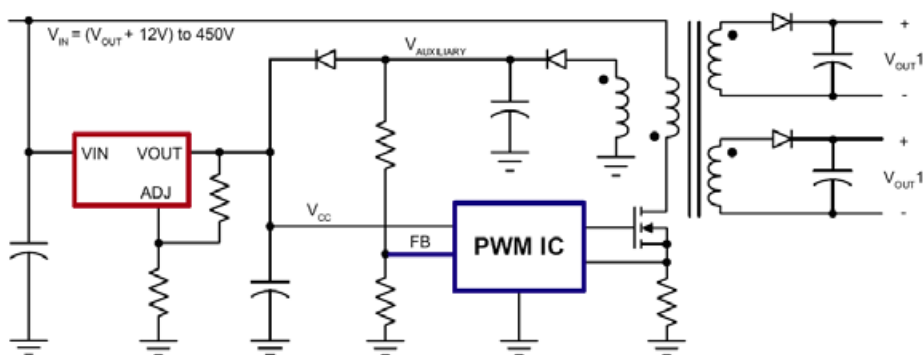 VIN = (VOUT + 12V) to 450V
VAUXILIARY
+
VOUT1
-
VIN VOUT
ADJ
+
VOUT1
-
VCC
FB
PWM IC